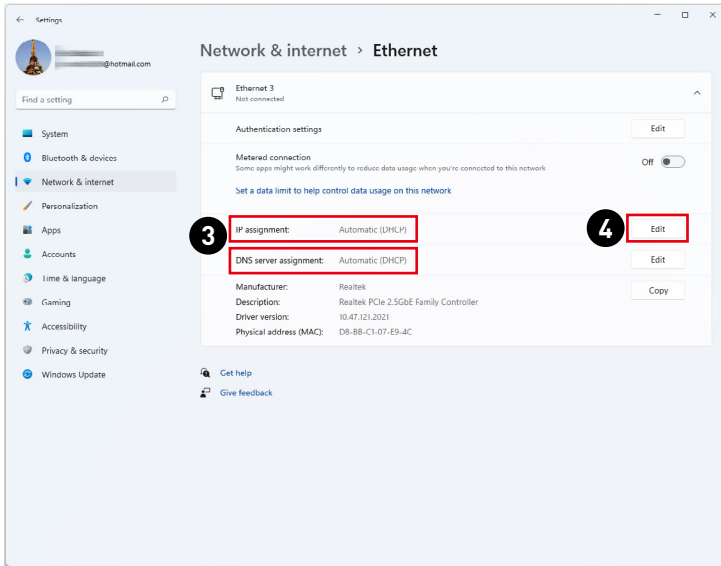 Settings
@hotmail.com
Find a setting
System
Bluetooth & devices
Network & internet
Personalization
Apps
Accounts
Time & language
Gaming
Accessibility
Privacy & security
Windows Update
Network & internet > Ethernet
Ethernet 3
Not connected
Authentication settings Edit
Metered connection
Some apps might work differently to reduce data usage when you're connected to this network Off
Set a data limit to help control data usage on this network
3 IP assignment: Automatic (DHCP) 4 Edit
DNS server assignment: Automatic (DHCP) Edit
Manufacturer: Realtek Copy
Description: Realtek PCIe 2.5GbE Family Controller
Driver version: 10.47.121.2021
Physical address (MAC): D8-BB-C1-07-E9-4C
Get help
Give feedback